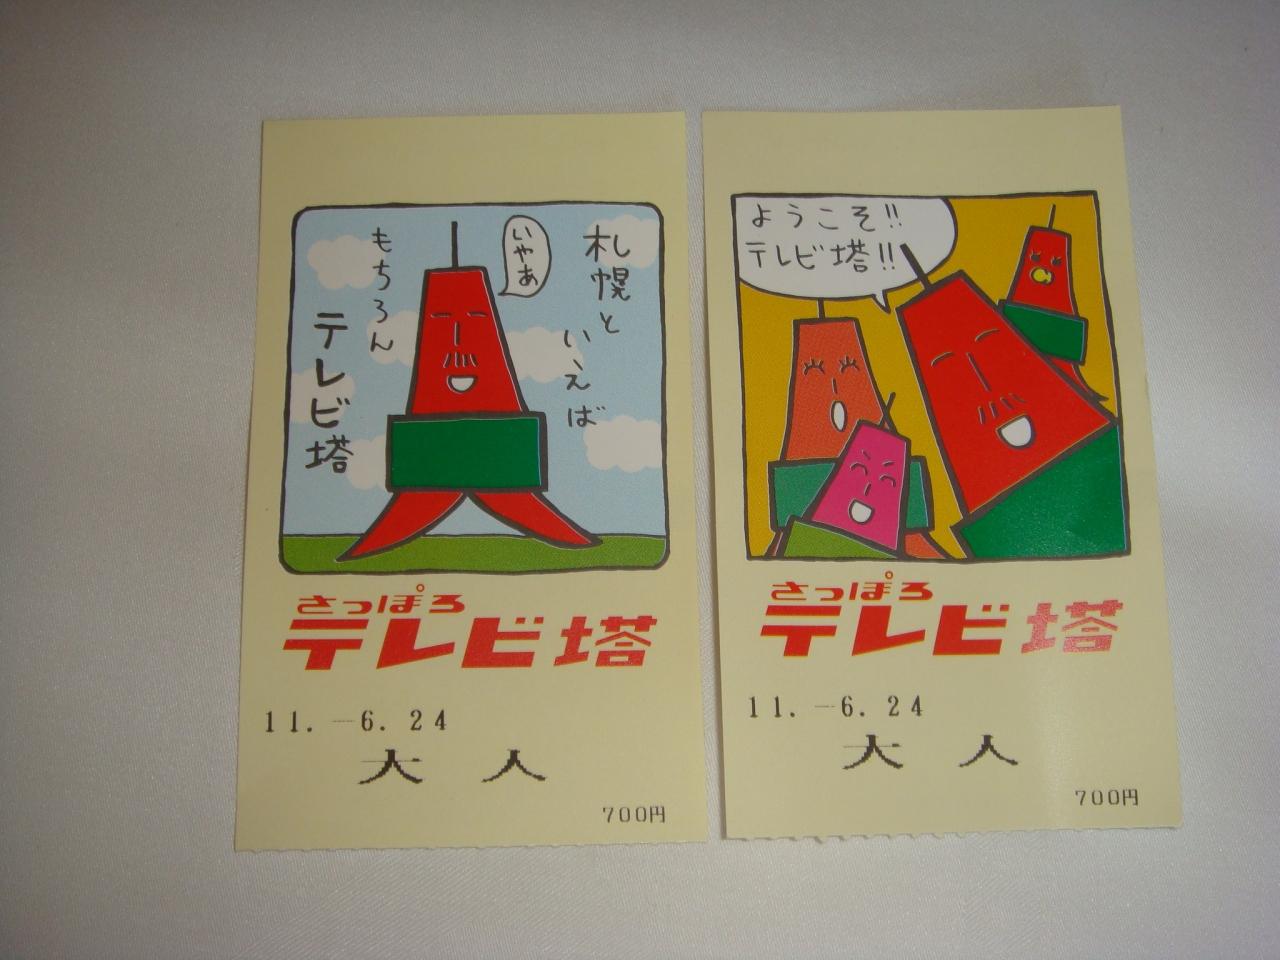 札幌と
いえば
いやあ
もちろん
テレビ塔
さっぽろ
テレビ塔
11.-6.24
大人
700円
ようこそ!!
テレビ塔!!
さっぽろ
テレビ塔
11.-6.24
大人
700円